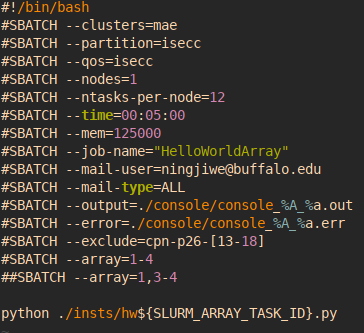 #!/bin/bash
#SBATCH --clusters=mae
#SBATCH --partition=isecc
#SBATCH --qos=isecc
#SBATCH --nodes=1
#SBATCH --ntasks-per-node=12
#SBATCH --time=00:05:00
#SBATCH --mem=125000
#SBATCH --job-name="HelloWorldArray"
#SBATCH --mail-user=ningjiwe@buffalo.edu
#SBATCH --mail-type=ALL
#SBATCH --output=./console/console_%A_%a.out
#SBATCH --error=./console/console_%A_%a.err
#SBATCH --exclude=cpn-p26-[13-18]
#SBATCH --array=1-4
##SBATCH --array=1,3-4
python ./insts/hw${SLURM_ARRAY_TASK_ID}.py
~